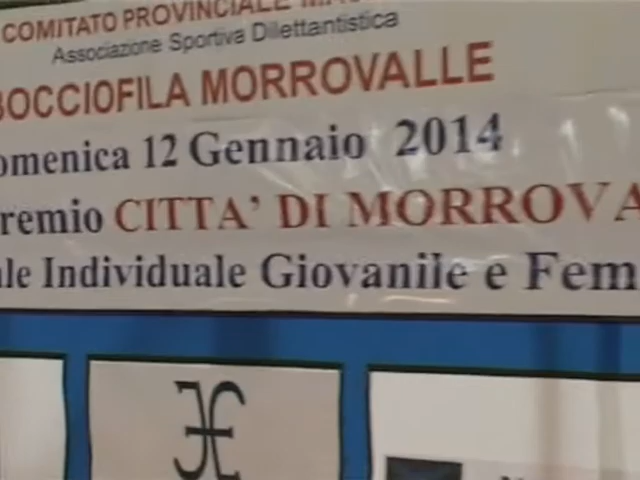 COMITATO PROVINCIALE
Associazione Sportiva Dilettantistica
BOCCIOFILA MORROVALLE
omenica 12 Gennaio 2014
remio CITTA' DI MORROVA
le Individuale Giovanile e Fem